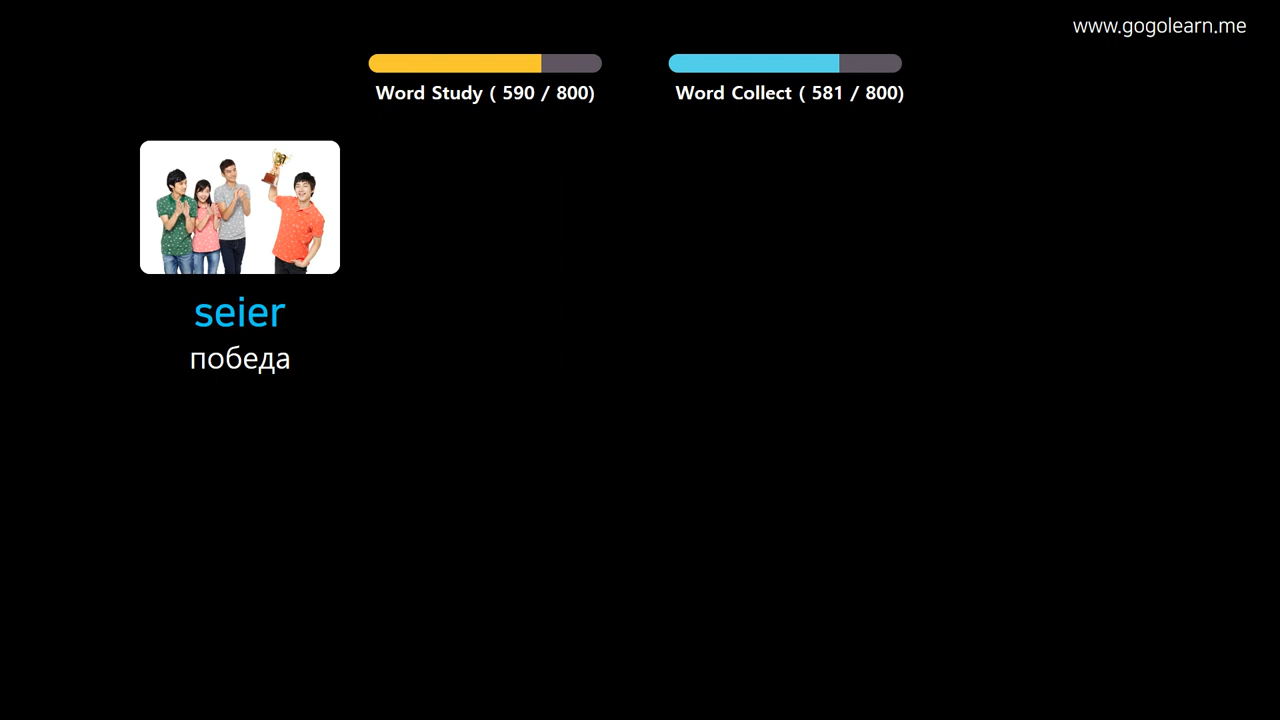 www.gogolearn.me
Word Study ( 590 / 800)
Word Collect ( 581 / 800)
seier
победа